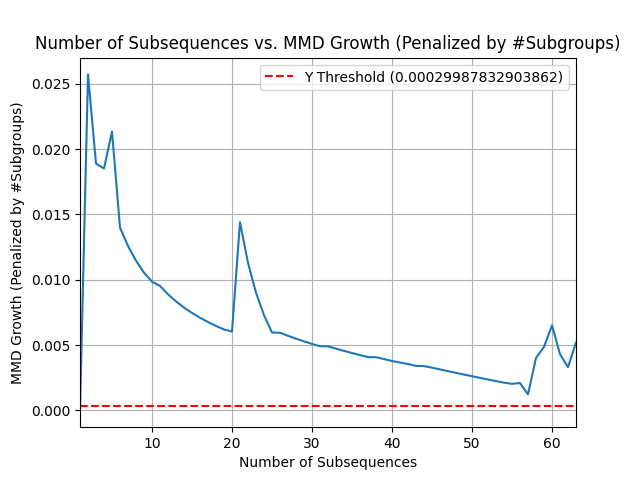 Number of Subsequences vs. MMD Growth (Penalized by #Subgroups)
Y Threshold (0.00029987832903862)
MMD Growth (Penalized by #Subgroups)
0.025
0.020
0.015
0.010
0.005
0.000
10 20 30 40 50 60
Number of Subsequences